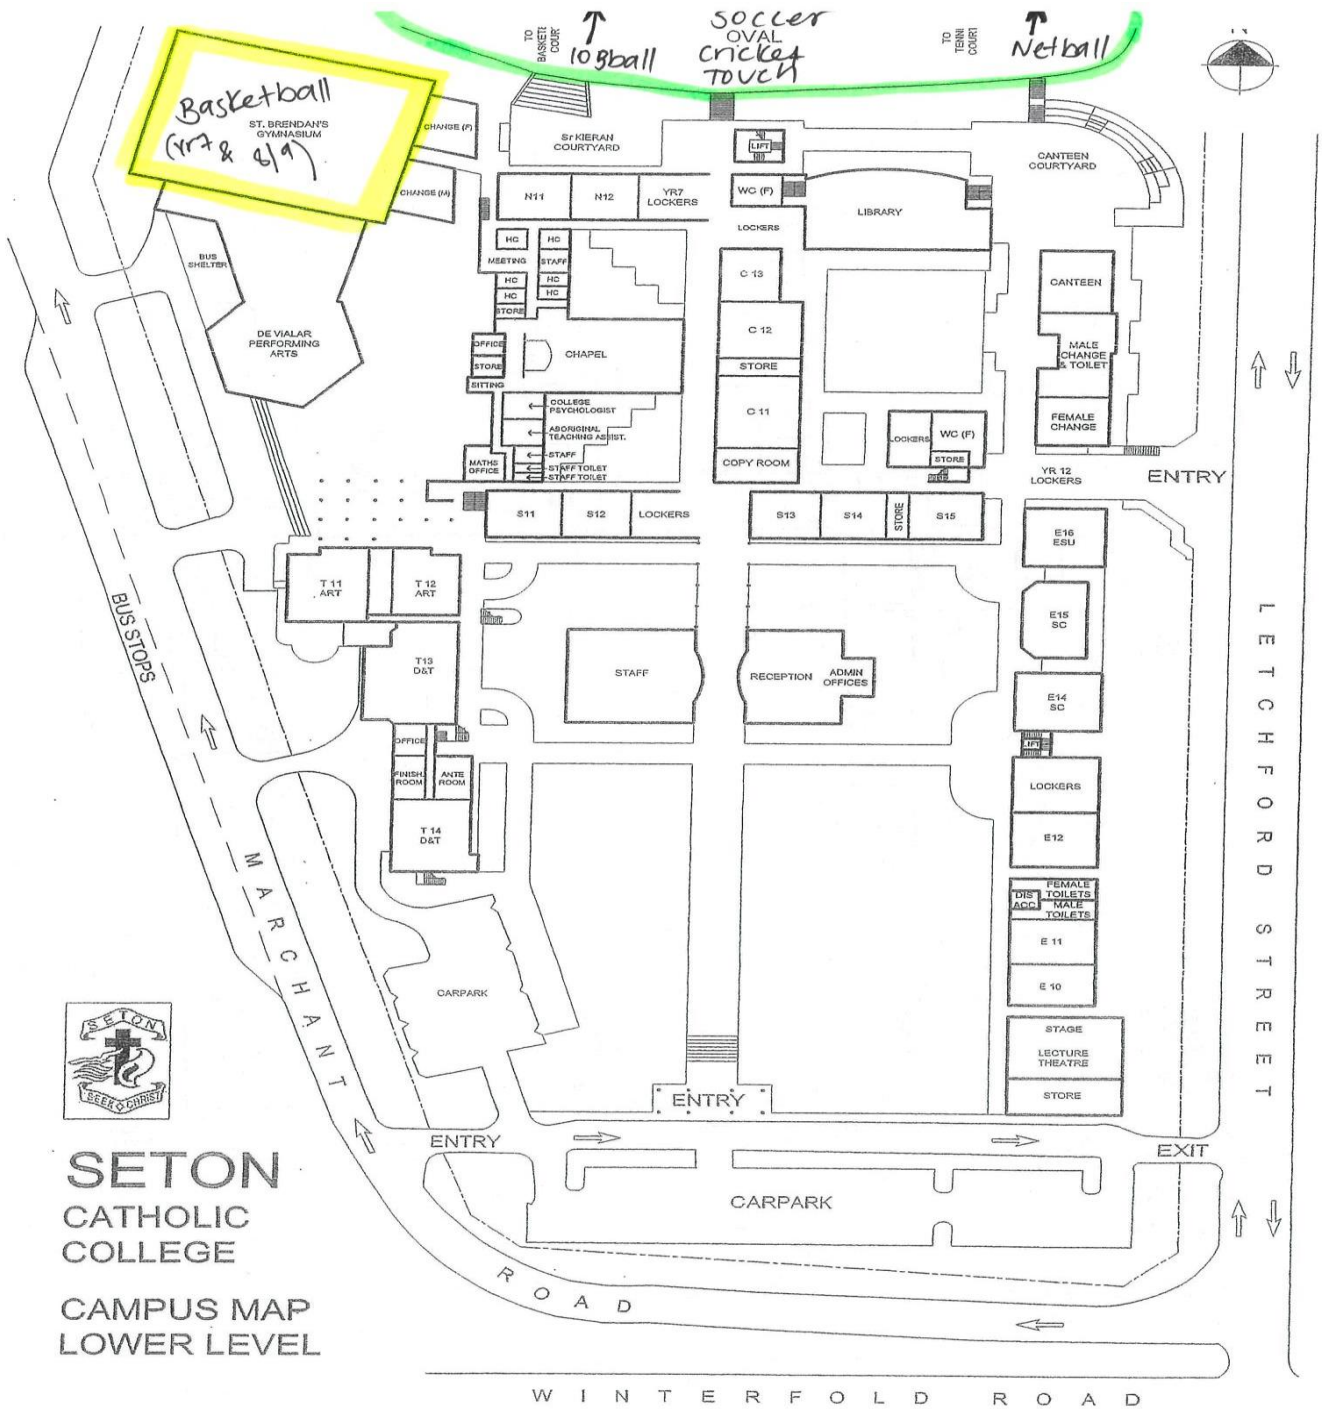 TO
BASKETB
COUR
10gball
soccer
OVAL
cricket
TOUCH
TO
TENNI
COURT
Netball
N
Basketball
ST. BRENDAN'S
GYMNASIUM
(yr7 & 8/9)
CHANGE (F)
CHANGE (M)
Sr KIERAN
COURTYARD
LIFT
CANTEEN
COURTYARD
N11
N12
YR7
LOCKERS
WC (F)
LIBRARY
LOCKERS
BUS
SHELTER
HC
HC
MEETING
STAFF
HC
HC
HC
HC
STORE
C 13
CANTEEN
DE VIALAR
PERFORMING
ARTS
OFFICE
STORE
SITTING
CHAPEL
C 12
STORE
MALE
CHANGE
& TOILET
COLLEGE
PSYCHOLOGIST
ABORIGINAL
TEACHING ASSIST.
STAFF
STAFF TOILET
STAFF TOILET
MATHS
OFFICE
C 11
COPY ROOM
LOCKERS
WC (F)
STORE
FEMALE
CHANGE
YR 12
LOCKERS
ENTRY
S11
S12
LOCKERS
S13
S14
STORE
S15
E16
ESU
T 11
ART
T 12
ART
E15
SC
T13
D&T
STAFF
RECEPTION
ADMIN
OFFICES
E14
SC
BUS STOPS
OFFICE
FINISH.
ROOM
ANTE
ROOM
LIFT
LOCKERS
T 14
D&T
E12
FEMALE
TOILETS
DIS
ACC
MALE
TOILETS
E 11
E 10
CARPARK
STAGE
LECTURE
THEATRE
STORE
MARCHANT
LETCHFORD STREET
SETON
SEEK CHRIST
ENTRY
ENTRY
EXIT
CARPARK
SETON
CATHOLIC
COLLEGE
CAMPUS MAP
LOWER LEVEL
ROAD
WINTERFOLD ROAD